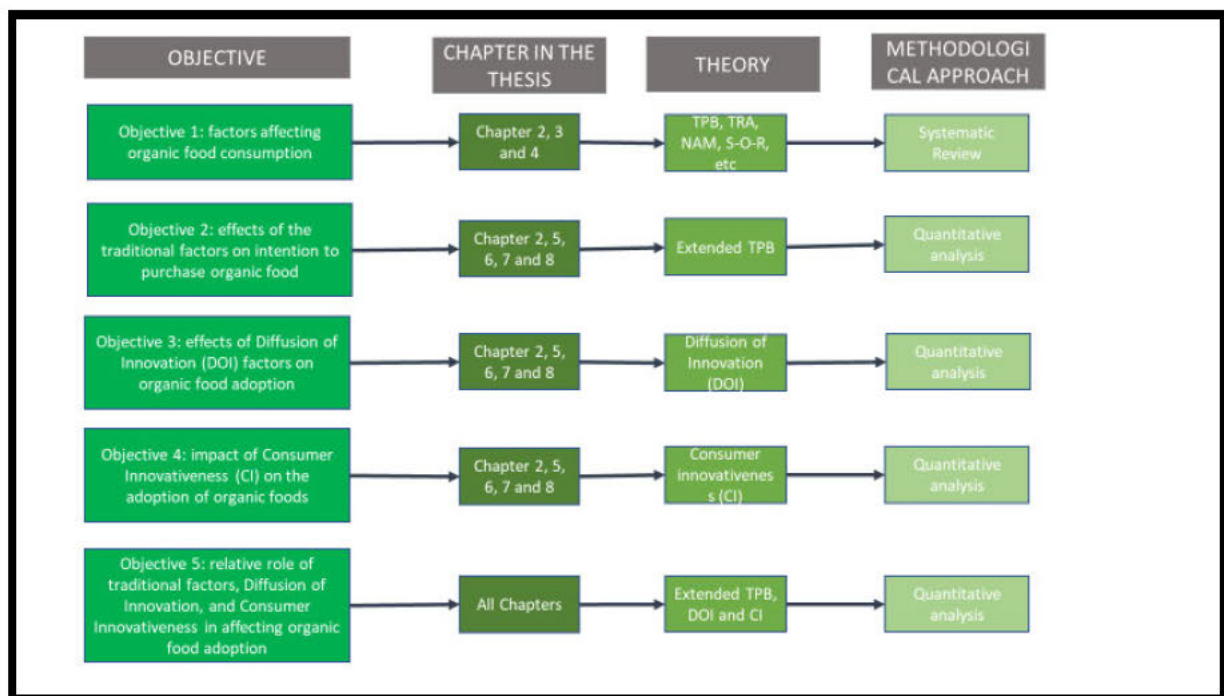 OBJECTIVE
CHAPTER IN THE
THESIS
THEORY
METHODOLOGI
CAL APPROACH
Objective 1: factors affecting
organic food consumption
Chapter 2, 3
and 4
TPB, TRA,
NAM, S-O-R,
etc
Systematic
Review
Objective 2: effects of the
traditional factors on intention to
purchase organic food
Chapter 2, 5,
6, 7 and 8
Extended TPB
Quantitative
analysis
Objective 3: effects of Diffusion of
Innovation (DOI) factors on
organic food adoption
Chapter 2, 5,
6, 7 and 8
Diffusion of
Innovation
(DOI)
Quantitative
analysis
Objective 4: impact of Consumer
Innovativeness (CI) on the
adoption of organic foods
Chapter 2, 5,
6, 7 and 8
Consumer
innovativenes
s (CI)
Quantitative
analysis
Objective 5: relative role of
traditional factors, Diffusion of
Innovation, and Consumer
Innovativeness in affecting organic
food adoption
All Chapters
Extended TPB,
DOI and CI
Quantitative
analysis